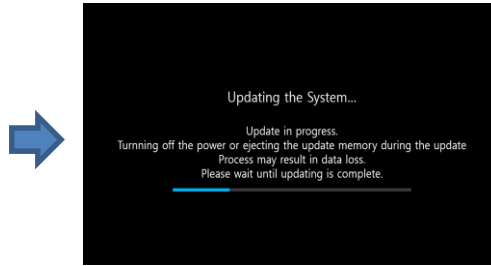 Updating the System...
Update in progress.
Turnning off the power or ejecting the update memory during the update
Process may result in data loss.
Please wait until updating is complete.